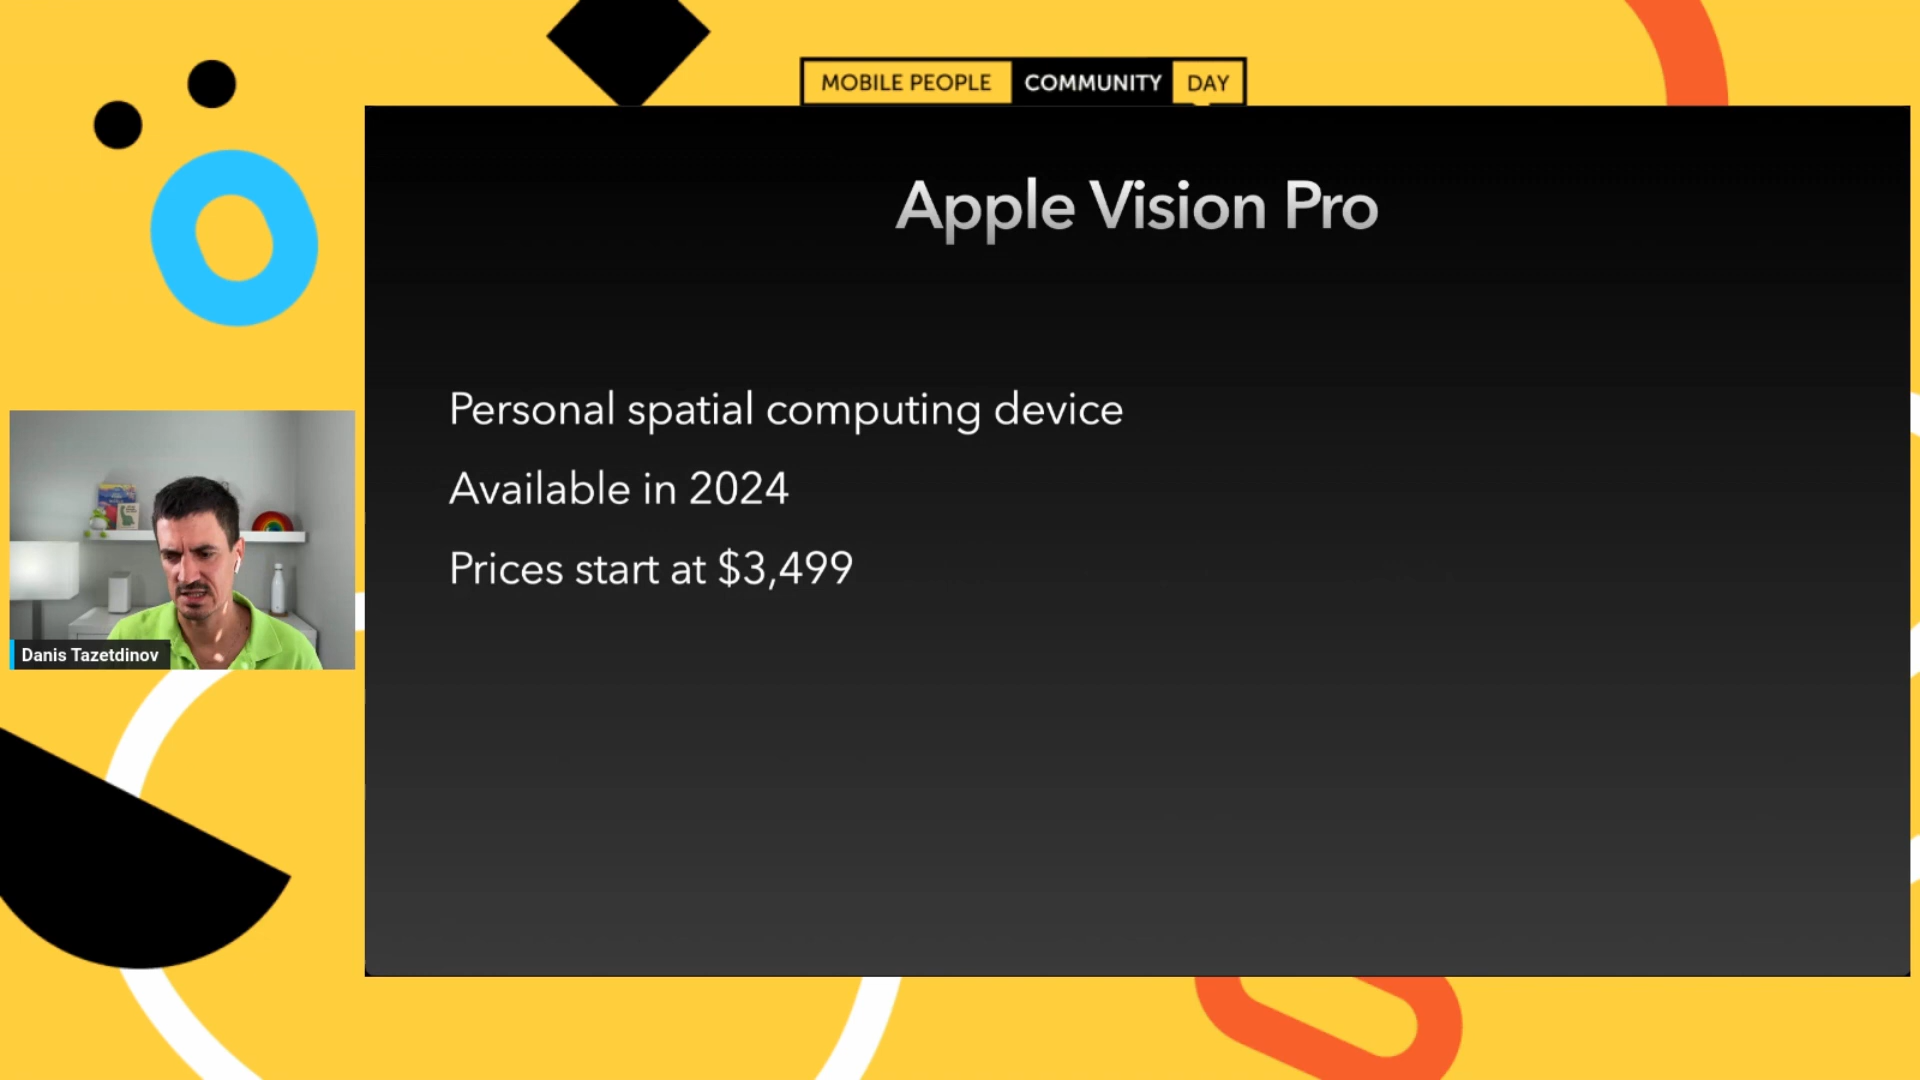 MOBILE PEOPLE COMMUNITY DAY
Apple Vision Pro
Personal spatial computing device
Available in 2024
Prices start at $3,499
Danis Tazetdinov